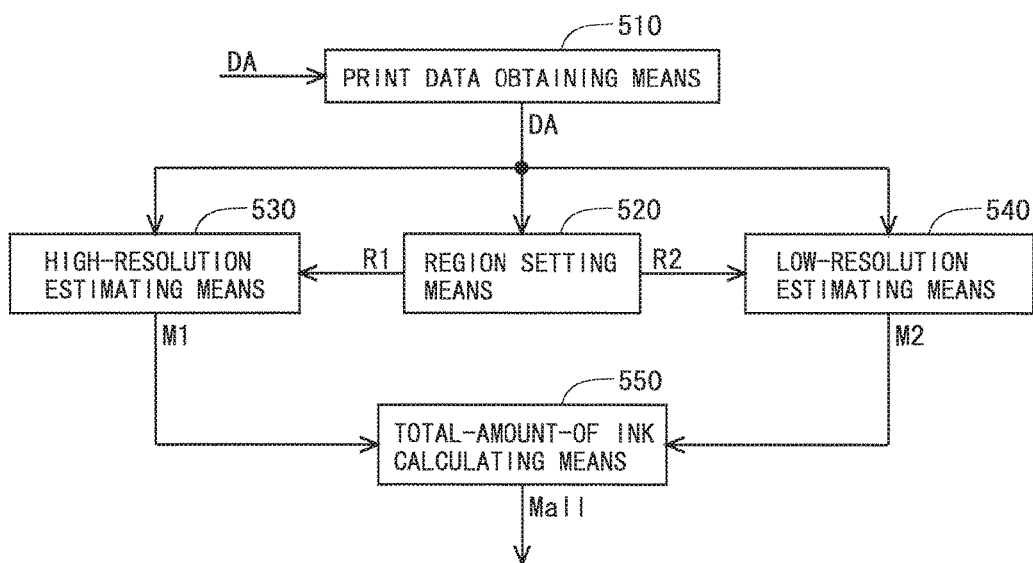 510
DA
PRINT DATA OBTAINING MEANS
DA
530
520
540
HIGH-RESOLUTION
ESTIMATING MEANS
R1
REGION SETTING
MEANS
R2
LOW-RESOLUTION
ESTIMATING MEANS
M1
M2
550
TOTAL-AMOUNT-OF INK
CALCULATING MEANS
Mall